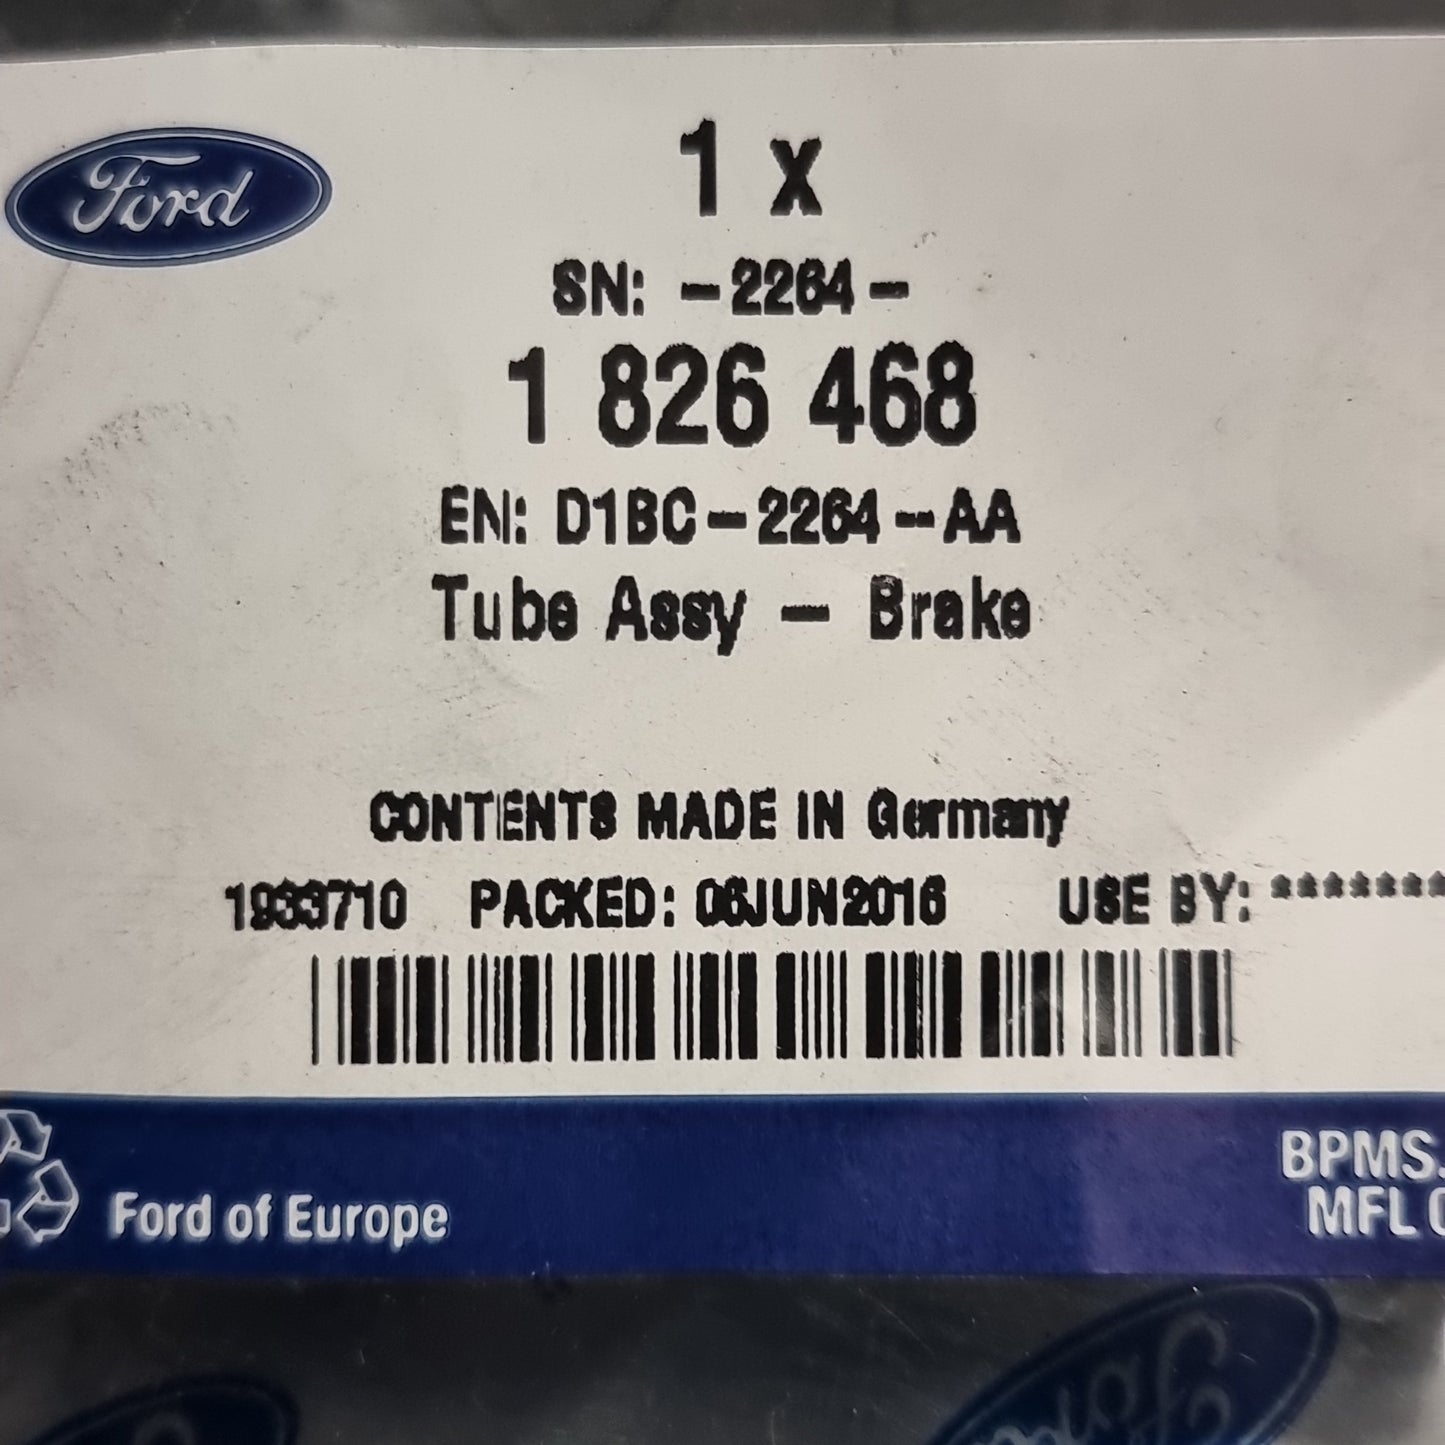 Ford
1 x
SN: -2264-
1 826 468
EN: D1BC-2264-AA
Tube Assy - Brake
CONTENTS MADE IN Germany
1933710 PACKED: 06JUN2016 USE BY: *******
Ford of Europe
BPMS.
MFL
Ford